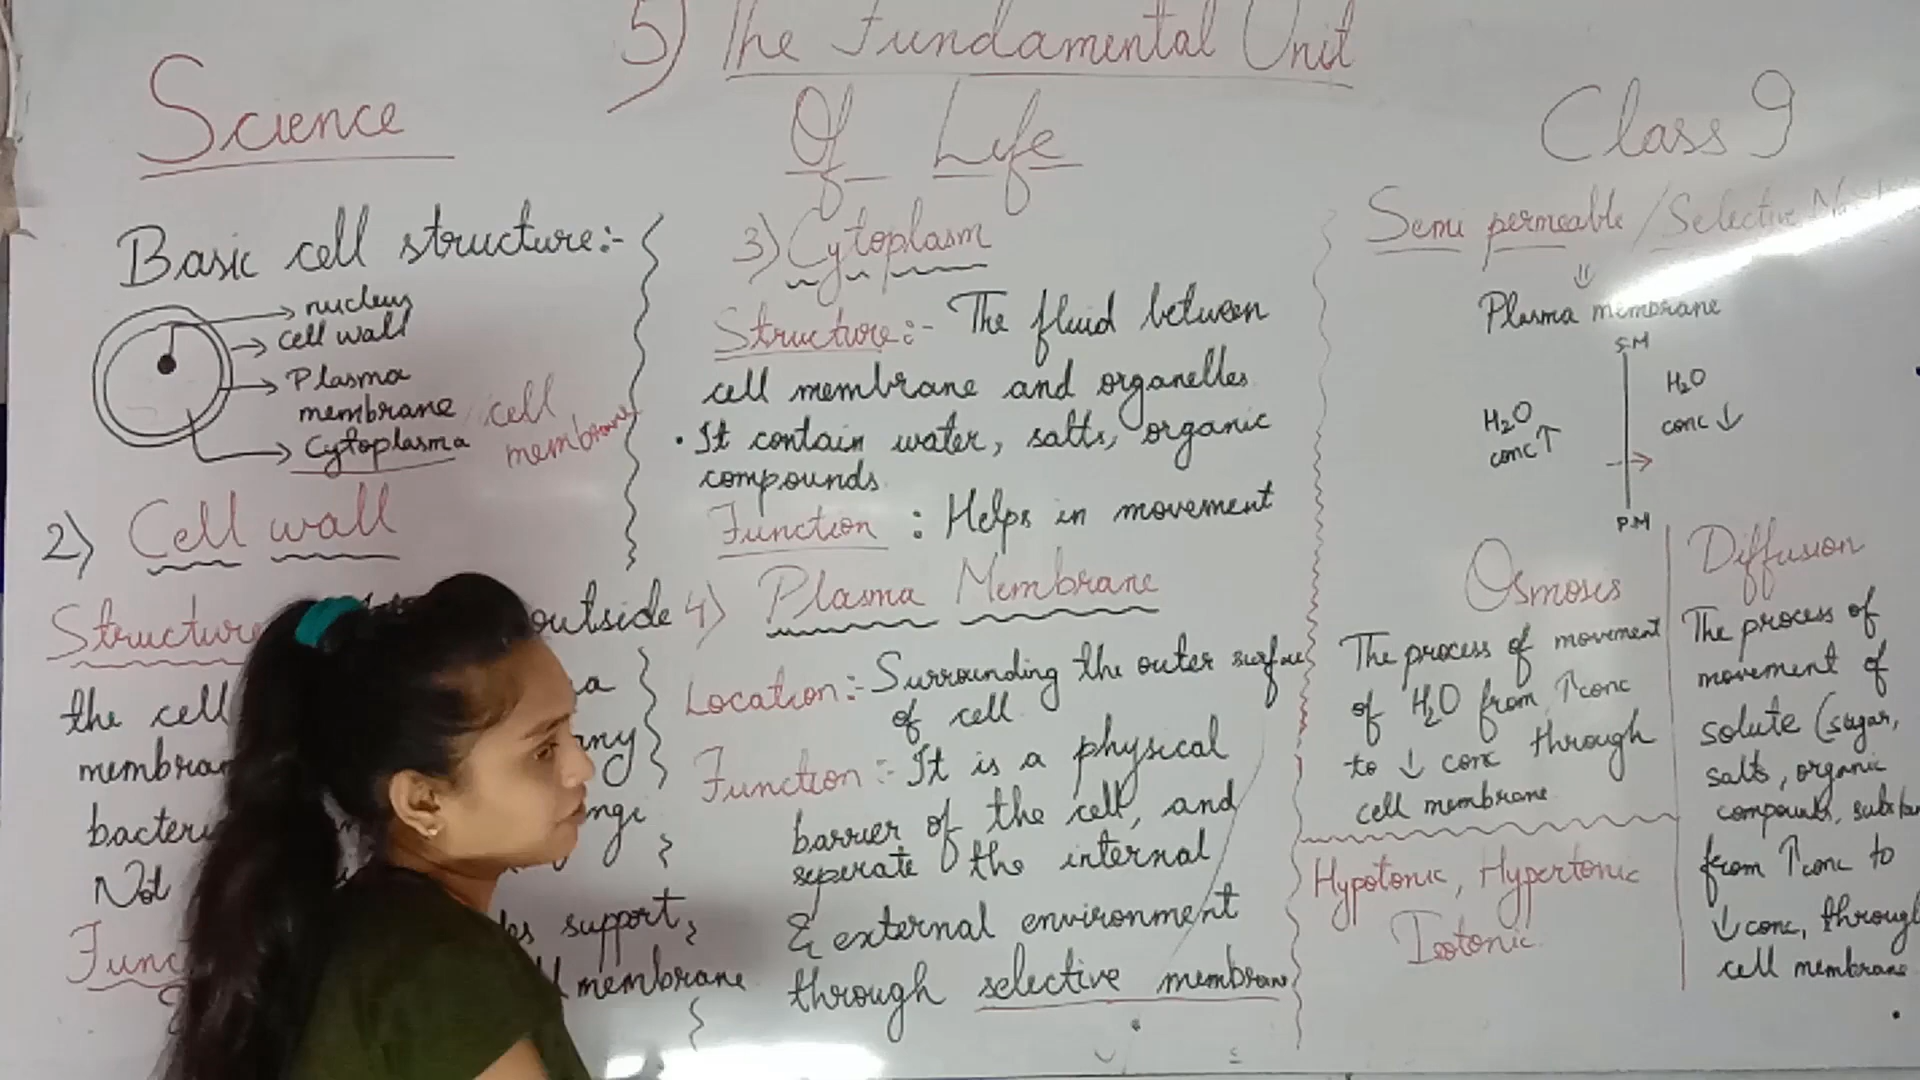 5) The Fundamental Unit
Of Life
Science
Class 9
Basic cell structure:-
nucleus
cell wall
Plasma
membrane / cell
membrane
Cytoplasma
2) Cell wall
Structure
outside
the cell a
membran any
bacteri ngi
Not
Func support
membrane
3) Cytoplasm
Structure:- The fluid between
cell membrane and organelles
• It contain water, salts, organic
compounds
Function : Helps in movement
4) Plasma Membrane
Location:- Surrounding the outer surface
of cell
Function:- It is a physical
barrier of the cell, and
seperate the internal
& external environment
through selective membrane
Semi permeable / Selective
Plasma membrane
S.M
H2O
conc ↑
H2O
conc ↓
P.M
Osmosis
The process of movement
of H2O from ↑conc
to ↓ conc through
cell membrane
Hypotonic, Hypertonic
Isotonic
Diffusion
The process of
movement of
solute (sugar,
salts, organic
from ↑conc to
↓conc, through
cell membrane